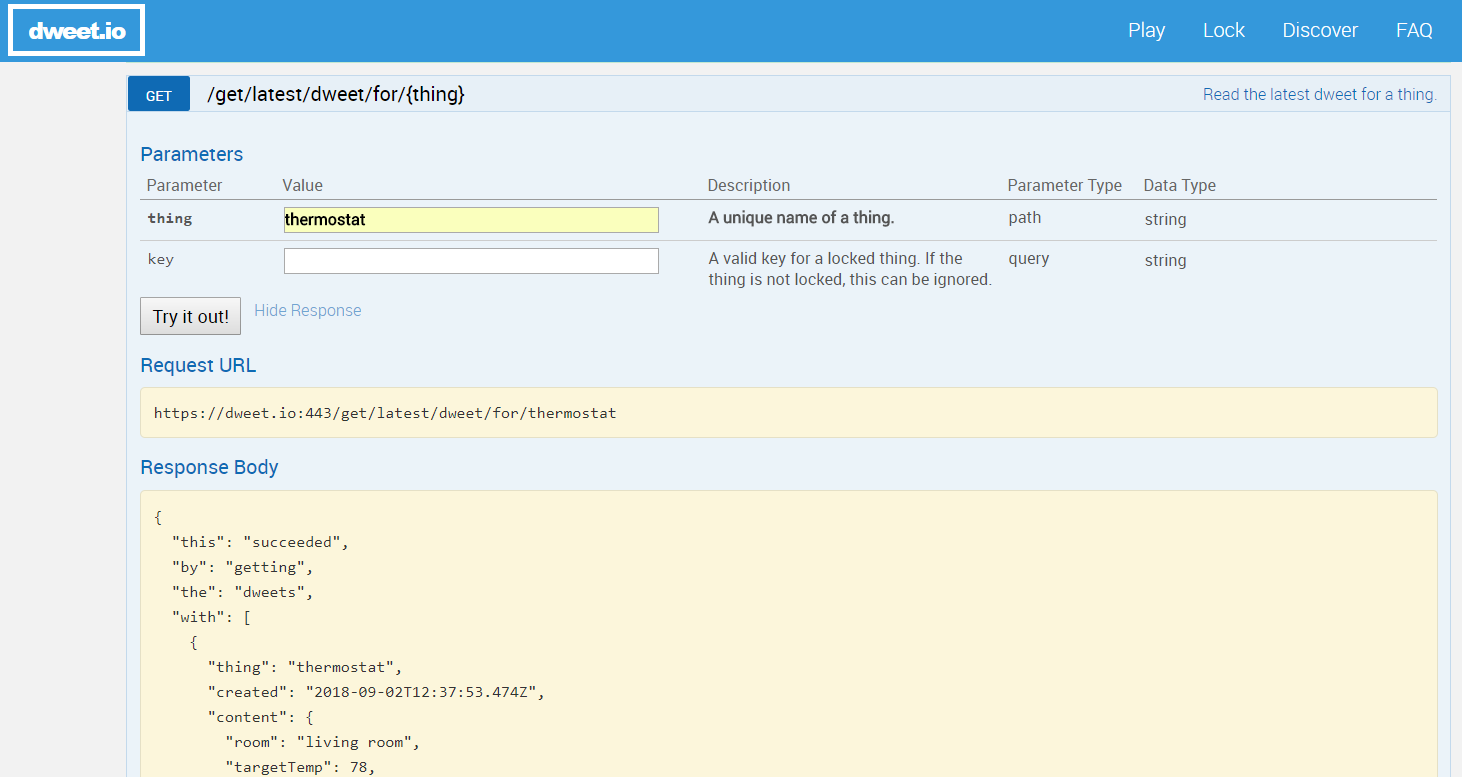 dweet.io
Play Lock Discover FAQ
GET /get/latest/dweet/for/{thing} Read the latest dweet for a thing.
Parameters
Parameter Value Description Parameter Type Data Type
thing thermostat A unique name of a thing. path string
key A valid key for a locked thing. If the query string
thing is not locked, this can be ignored.
Try it out! Hide Response
Request URL
https://dweet.io:443/get/latest/dweet/for/thermostat
Response Body
{
"this": "succeeded",
"by": "getting",
"the": "dweets",
"with": [
{
"thing": "thermostat",
"created": "2018-09-02T12:37:53.474Z",
"content": {
"room": "living room",
"targetTemp": 78,